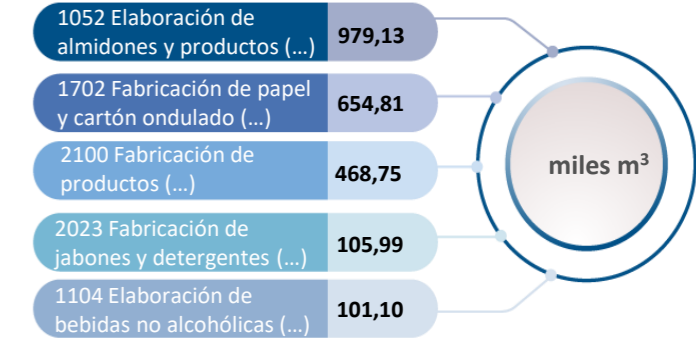 1052 Elaboración de
almidones y productos (…)
979,13
1702 Fabricación de papel
y cartón ondulado (…)
654,81
2100 Fabricación de
productos (…)
468,75
2023 Fabricación de
jabones y detergentes (…)
105,99
1104 Elaboración de
bebidas no alcohólicas (…)
101,10
miles m³